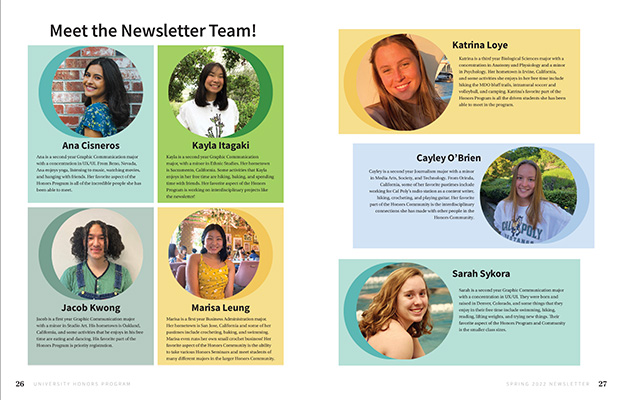 Meet the Newsletter Team!
Ana Cisneros
Ana is a second year Graphic Communication major
with a concentration in UX/UI. From Reno, Nevada,
Ana enjoys yoga, listening to music, watching movies,
and hanging with friends. Her favorite aspect of the
Honors Program is all of the incredible people she has
been able to meet.
Kayla Itagaki
Kayla is a second year Graphic Communication
major, with a minor in Ethnic Studies. Her hometown
is Sacramento, California. Some activities that Kayla
enjoys in her free time are hiking, baking, and spending
time with friends. Her favorite aspect of the Honors
Program is working on interdisciplinary projects like
the newsletter!
Jacob Kwong
Jacob is a first year Graphic Communication major
with a minor in Studio Art. His hometown is Oakland,
California, and some activities that he enjoys in his free
time are eating and dancing. His favorite part of the
Honors Program is priority registration.
Marisa Leung
Marisa is a first year Business Administration major.
Her hometown is San Jose, California and some of her
pastimes include crocheting, baking, and swimming.
Marisa even runs her own small crochet business! Her
favorite aspect of the Honors Community is the ability
to take various Honors Seminars and meet students of
many different majors in the larger Honors Community.
26 UNIVERSITY HONORS PROGRAM
Katrina Loye
Katrina is a third year Biological Sciences major with a
concentration in Anatomy and Physiology and a minor
in Psychology. Her hometown is Irvine, California,
and some activities she enjoys in her free time include
hiking the MDO bluff trails, intramural soccer and
volleyball, and camping. Katrina's favorite part of the
Honors Program is all the driven students she has been
able to meet in the program.
Cayley O'Brien
Cayley is a second year Journalism major with a minor
in Media Arts, Society, and Technology. From Orinda,
California, some of her favorite pastimes include
working for Cal Poly's radio station as a content writer,
hiking, crocheting, and playing guitar. Her favorite
part of the Honors Community is the interdisciplinary
connections she has made with other people in the
Honors Community.
CAL POLY
Sarah Sykora
Sarah is a second year Graphic Communication major
with a concentration in UX/UI. They were born and
raised in Denver, Colorado, and some things that they
enjoy in their free time include swimming, hiking,
reading, lifting weights, and trying new things. Their
favorite aspect of the Honors Program and Community
is the smaller class sizes.
SPRING 2022 NEWSLETTER 27